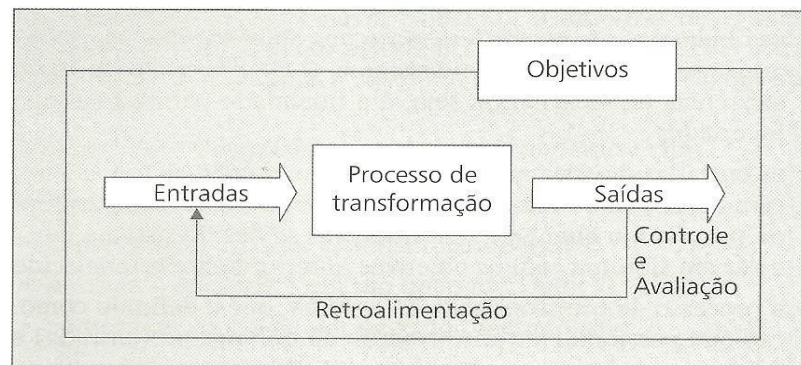 Objetivos
Entradas
Processo de
transformação
Saídas
Controle
e
Avaliação
Retroalimentação